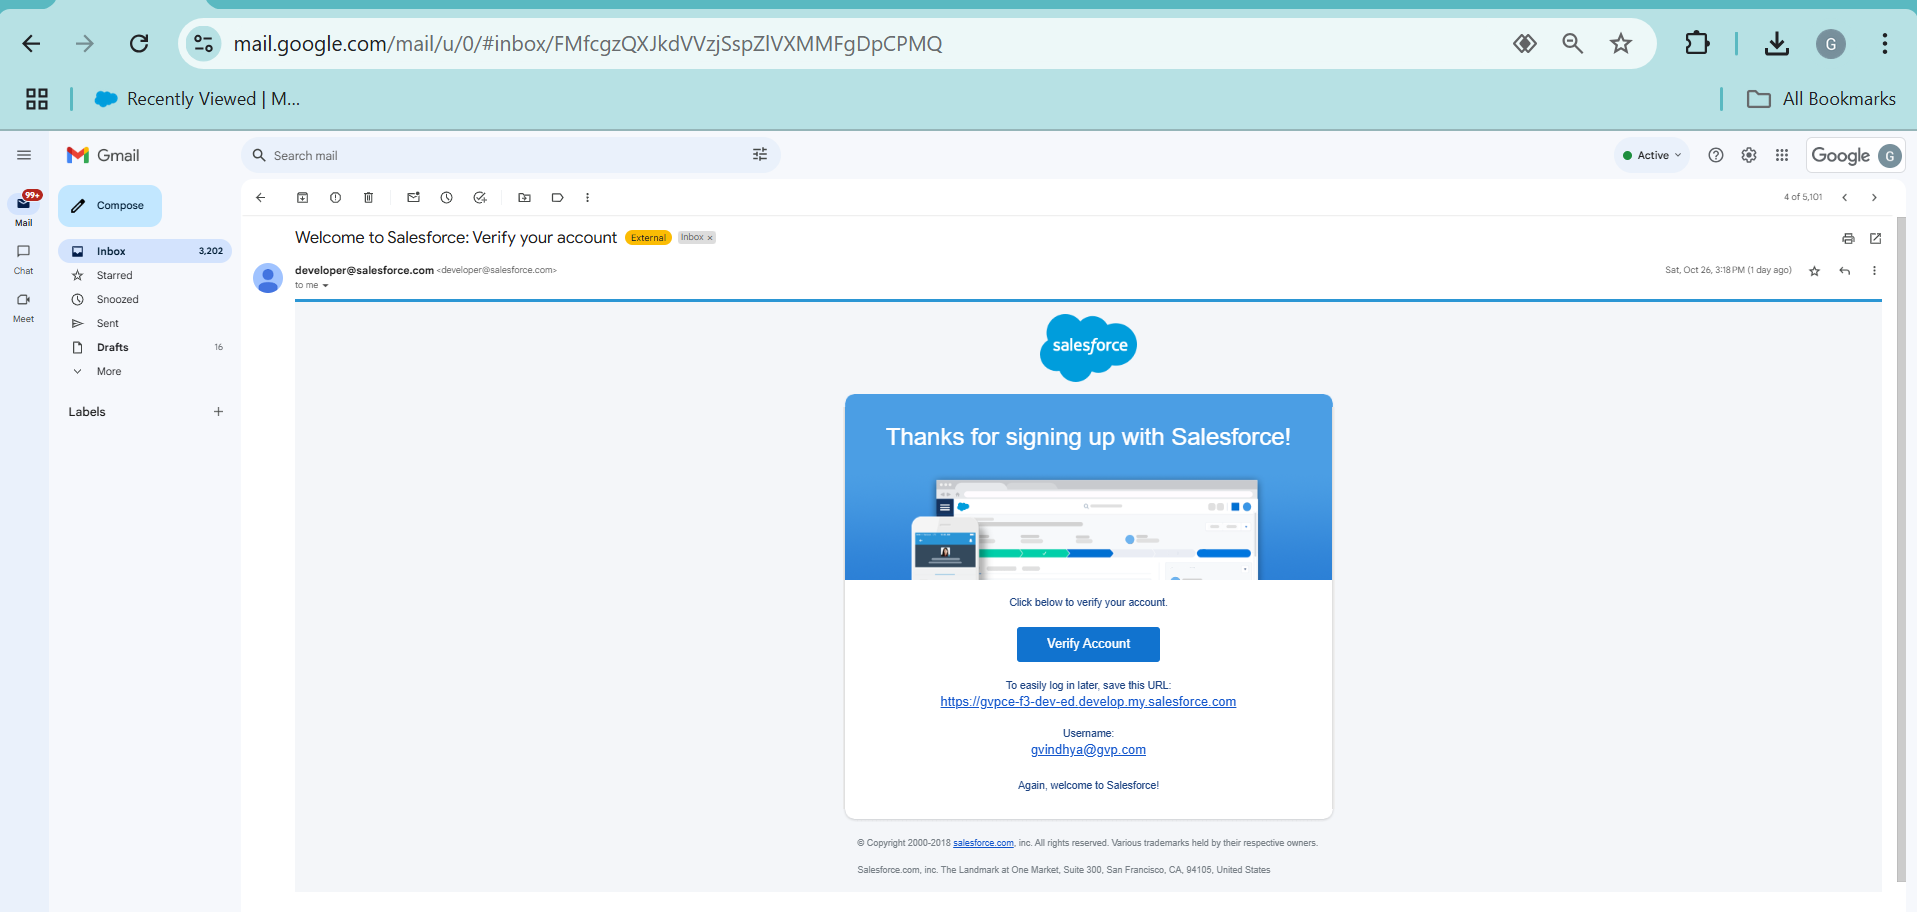 mail.google.com/mail/u/0/#inbox/FMfcgzQXJkdVVzjSspZlVXMMFgDpCPMQ
G
Recently Viewed | M...
All Bookmarks
Gmail
Search mail
Active
Google
G
99+
Mail
Compose
4 of 5,101
Welcome to Salesforce: Verify your account
External
Inbox ×
Inbox
3,202
Chat
Starred
developer@salesforce.com <developer@salesforce.com>
Sat, Oct 26, 3:18 PM (1 day ago)
to me
Snoozed
Meet
Sent
Drafts
16
More
Labels
salesforce
Thanks for signing up with Salesforce!
Click below to verify your account.
Verify Account
To easily log in later, save this URL:
https://gvpce-f3-dev-ed.develop.my.salesforce.com
Username:
gvindhya@gvp.com
Again, welcome to Salesforce!
© Copyright 2000-2018 salesforce.com, inc. All rights reserved. Various trademarks held by their respective owners.
Salesforce.com, inc. The Landmark at One Market, Suite 300, San Francisco, CA, 94105, United States